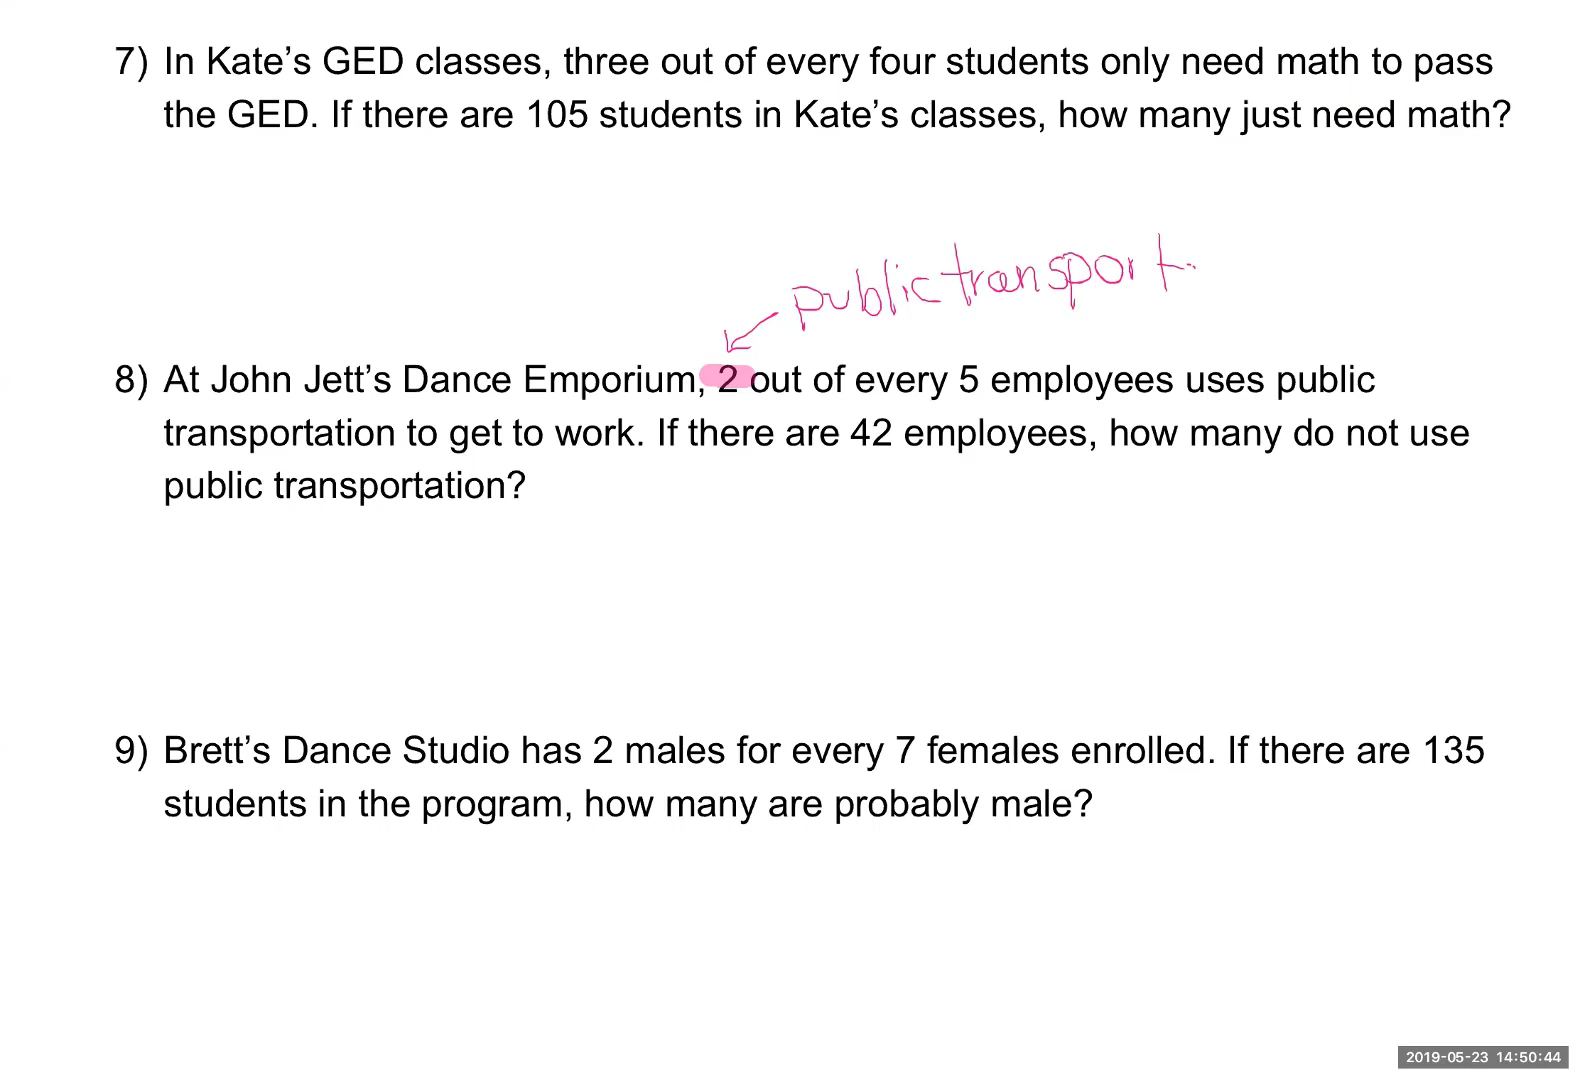 7) In Kate’s GED classes, three out of every four students only need math to pass
the GED. If there are 105 students in Kate’s classes, how many just need math?
public transport.
8) At John Jett’s Dance Emporium, 2 out of every 5 employees uses public
transportation to get to work. If there are 42 employees, how many do not use
public transportation?
9) Brett’s Dance Studio has 2 males for every 7 females enrolled. If there are 135
students in the program, how many are probably male?
2019-05-23 14:50:44